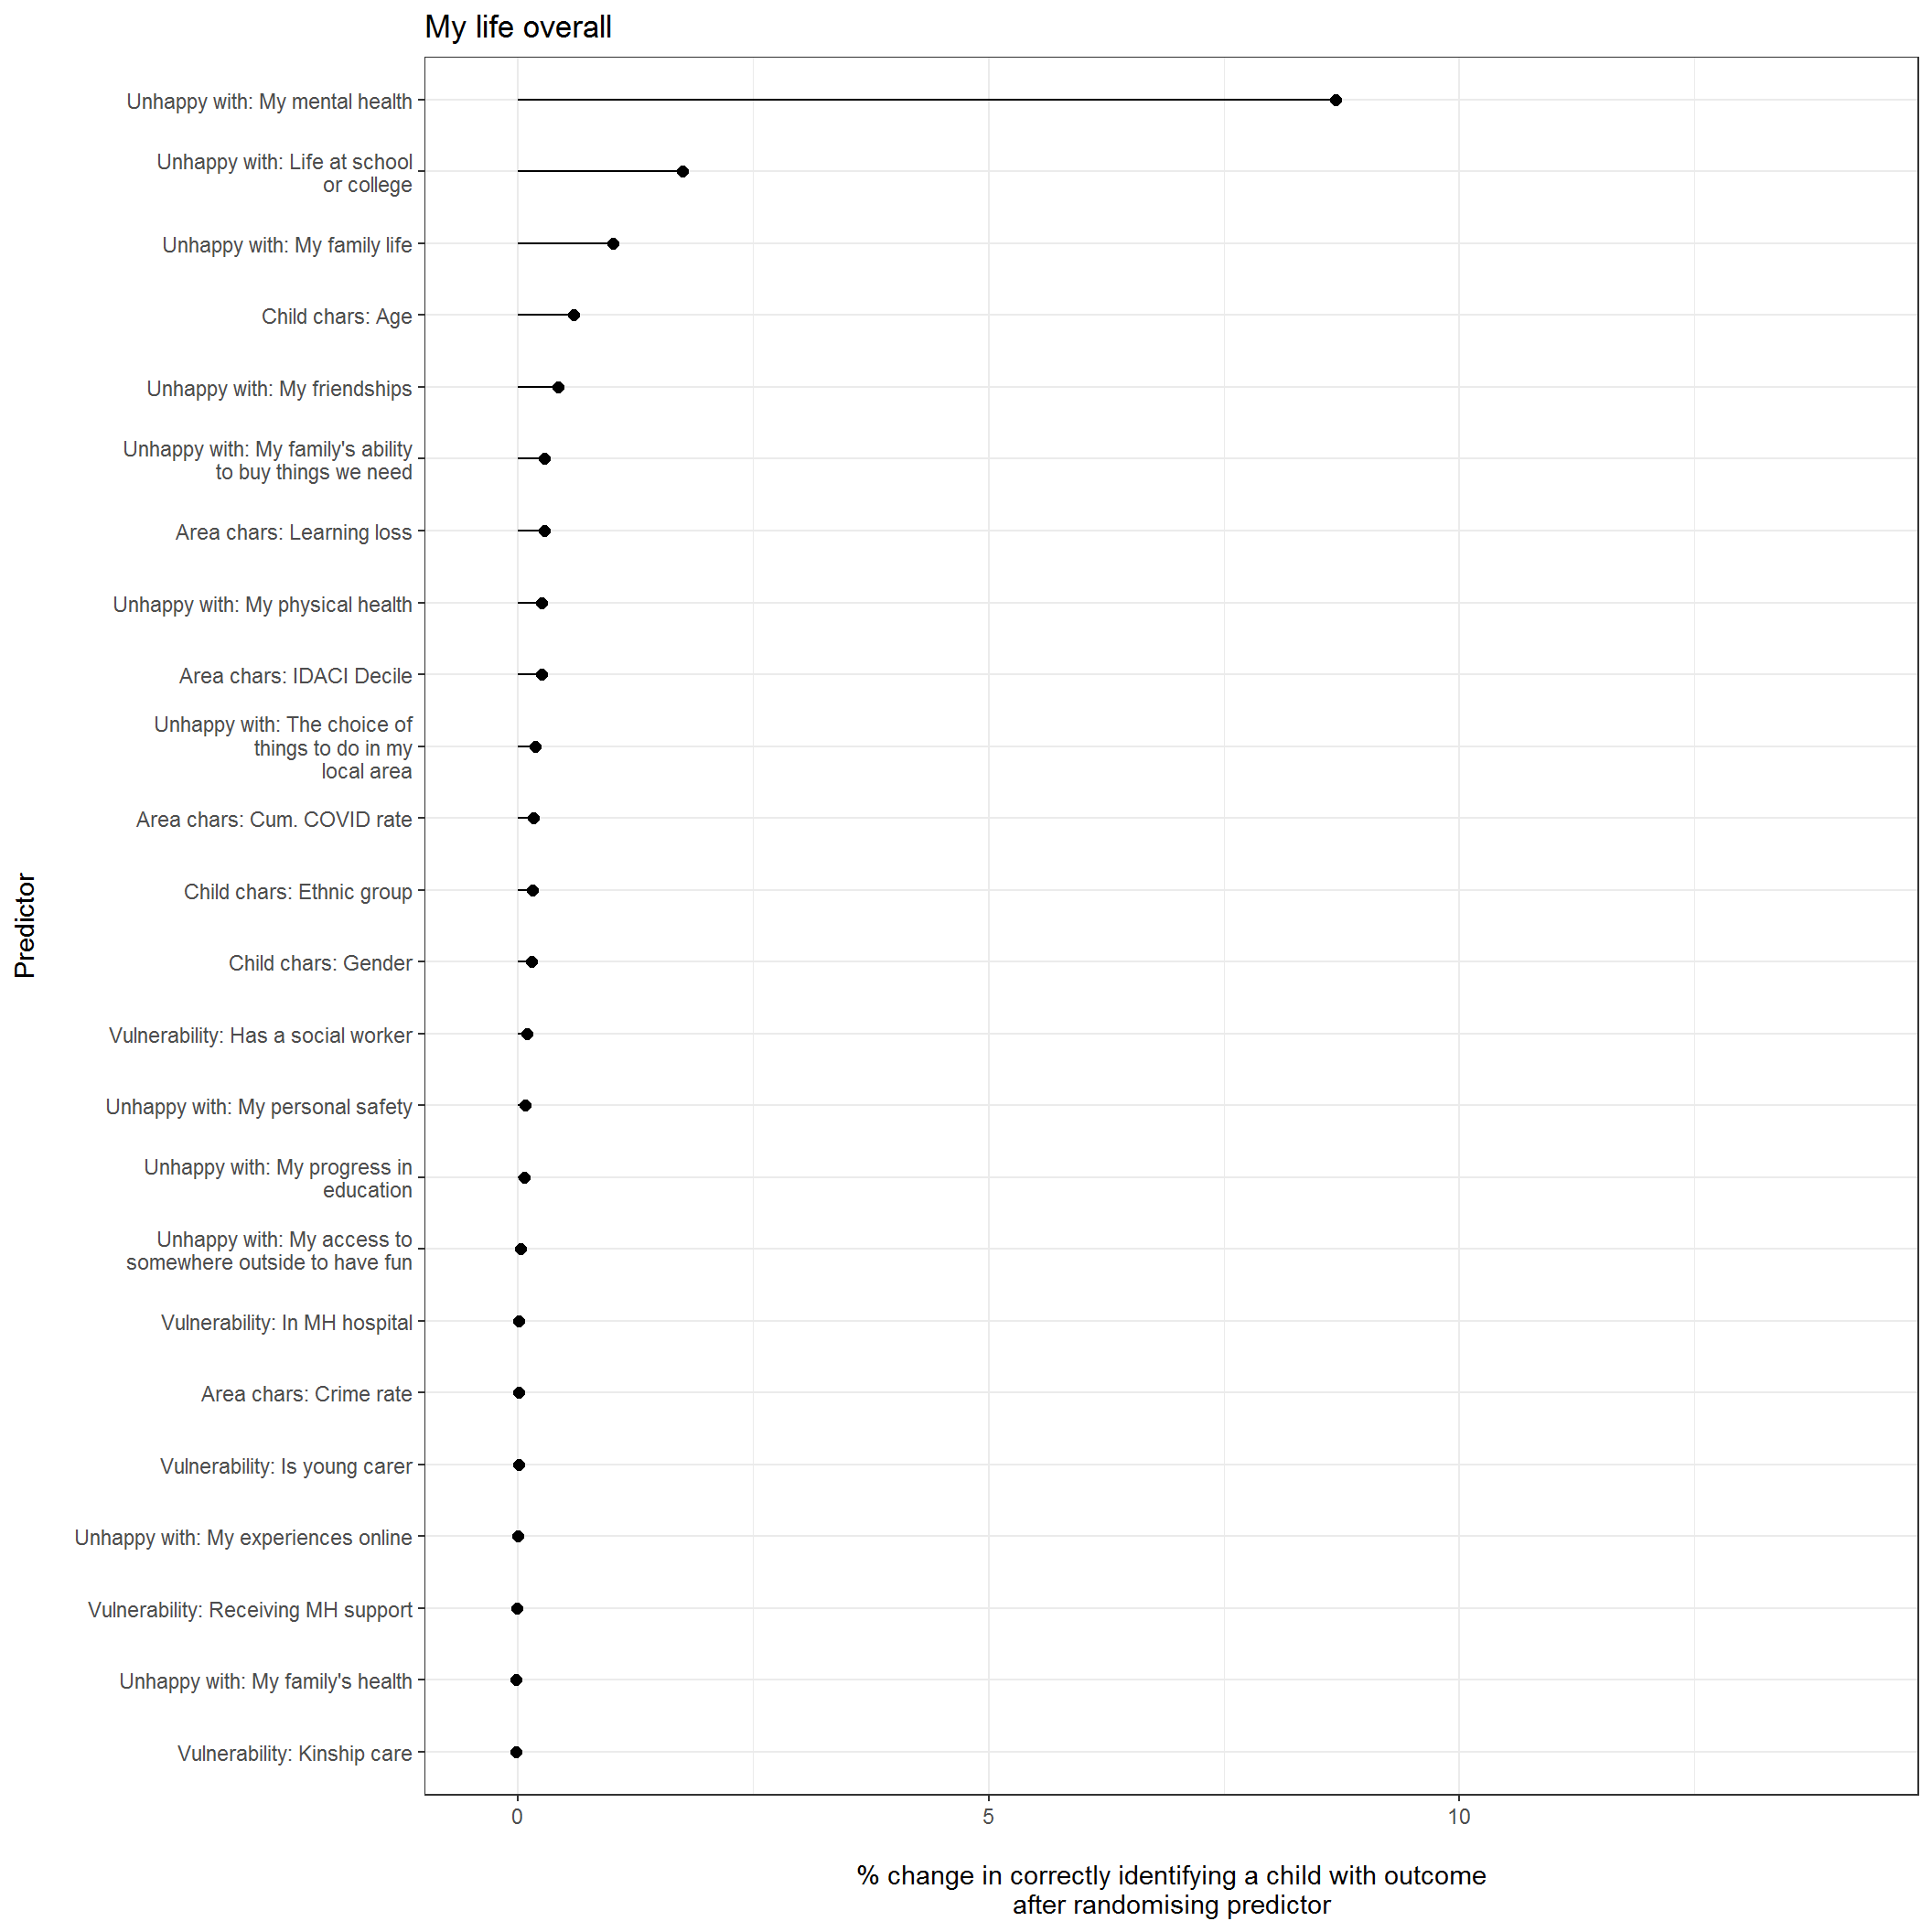 My life overall
Unhappy with: My mental health
Unhappy with: Life at school
or college
Unhappy with: My family life
Child chars: Age
Unhappy with: My friendships
Unhappy with: My family's ability
to buy things we need
Area chars: Learning loss
Unhappy with: My physical health
Area chars: IDACI Decile
Unhappy with: The choice of
things to do in my
local area
Area chars: Cum. COVID rate
Child chars: Ethnic group
Child chars: Gender
Vulnerability: Has a social worker
Unhappy with: My personal safety
Unhappy with: My progress in
education
Unhappy with: My access to
somewhere outside to have fun
Vulnerability: In MH hospital
Area chars: Crime rate
Vulnerability: Is young carer
Unhappy with: My experiences online
Vulnerability: Receiving MH support
Unhappy with: My family's health
Vulnerability: Kinship care
Predictor
0 5 10
% change in correctly identifying a child with outcome
after randomising predictor